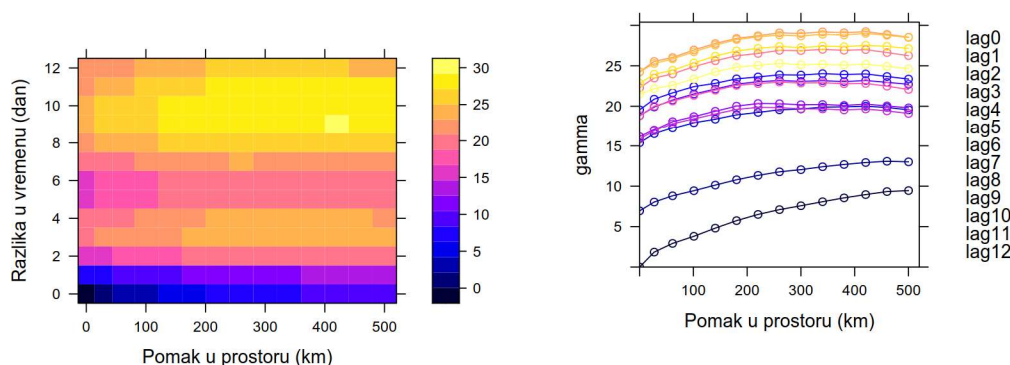 Razlika u vremenu (ddan)
12
10
8
6
4
2
0
0
100
200
300
400
500
Pomak u prostoru (km)
30
25
20
15
10
5
0
gamma
25
20
15
10
5
100
200
300
400
500
Pomak u prostoru (km)
lag0
lag1
lag2
lag3
lag4
lag5
lag6
lag7
lag8
lag9
lag10
lag11
lag12